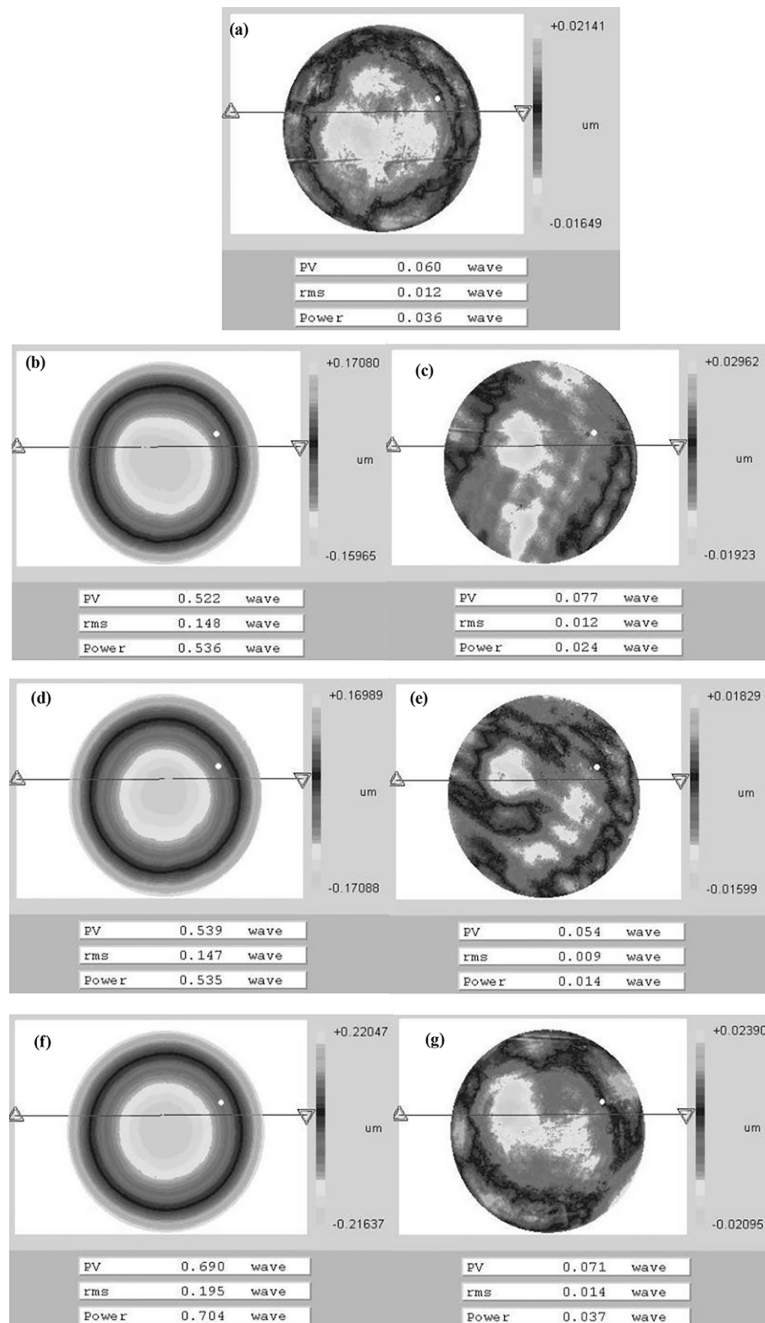 (a)
+0.02141
um
-0.01649
PV 0.060 wave
rms 0.012 wave
Power 0.036 wave
(b)
+0.17080
um
-0.15965
PV 0.522 wave
rms 0.148 wave
Power 0.536 wave
(c)
+0.02962
um
-0.01923
PV 0.077 wave
rms 0.012 wave
Power 0.024 wave
(d)
+0.16989
um
-0.17088
PV 0.539 wave
rms 0.147 wave
Power 0.535 wave
(e)
+0.01829
um
-0.01599
PV 0.054 wave
rms 0.009 wave
Power 0.014 wave
(f)
+0.22047
um
-0.21637
PV 0.690 wave
rms 0.195 wave
Power 0.704 wave
(g)
+0.02390
um
-0.02095
PV 0.071 wave
rms 0.014 wave
Power 0.037 wave